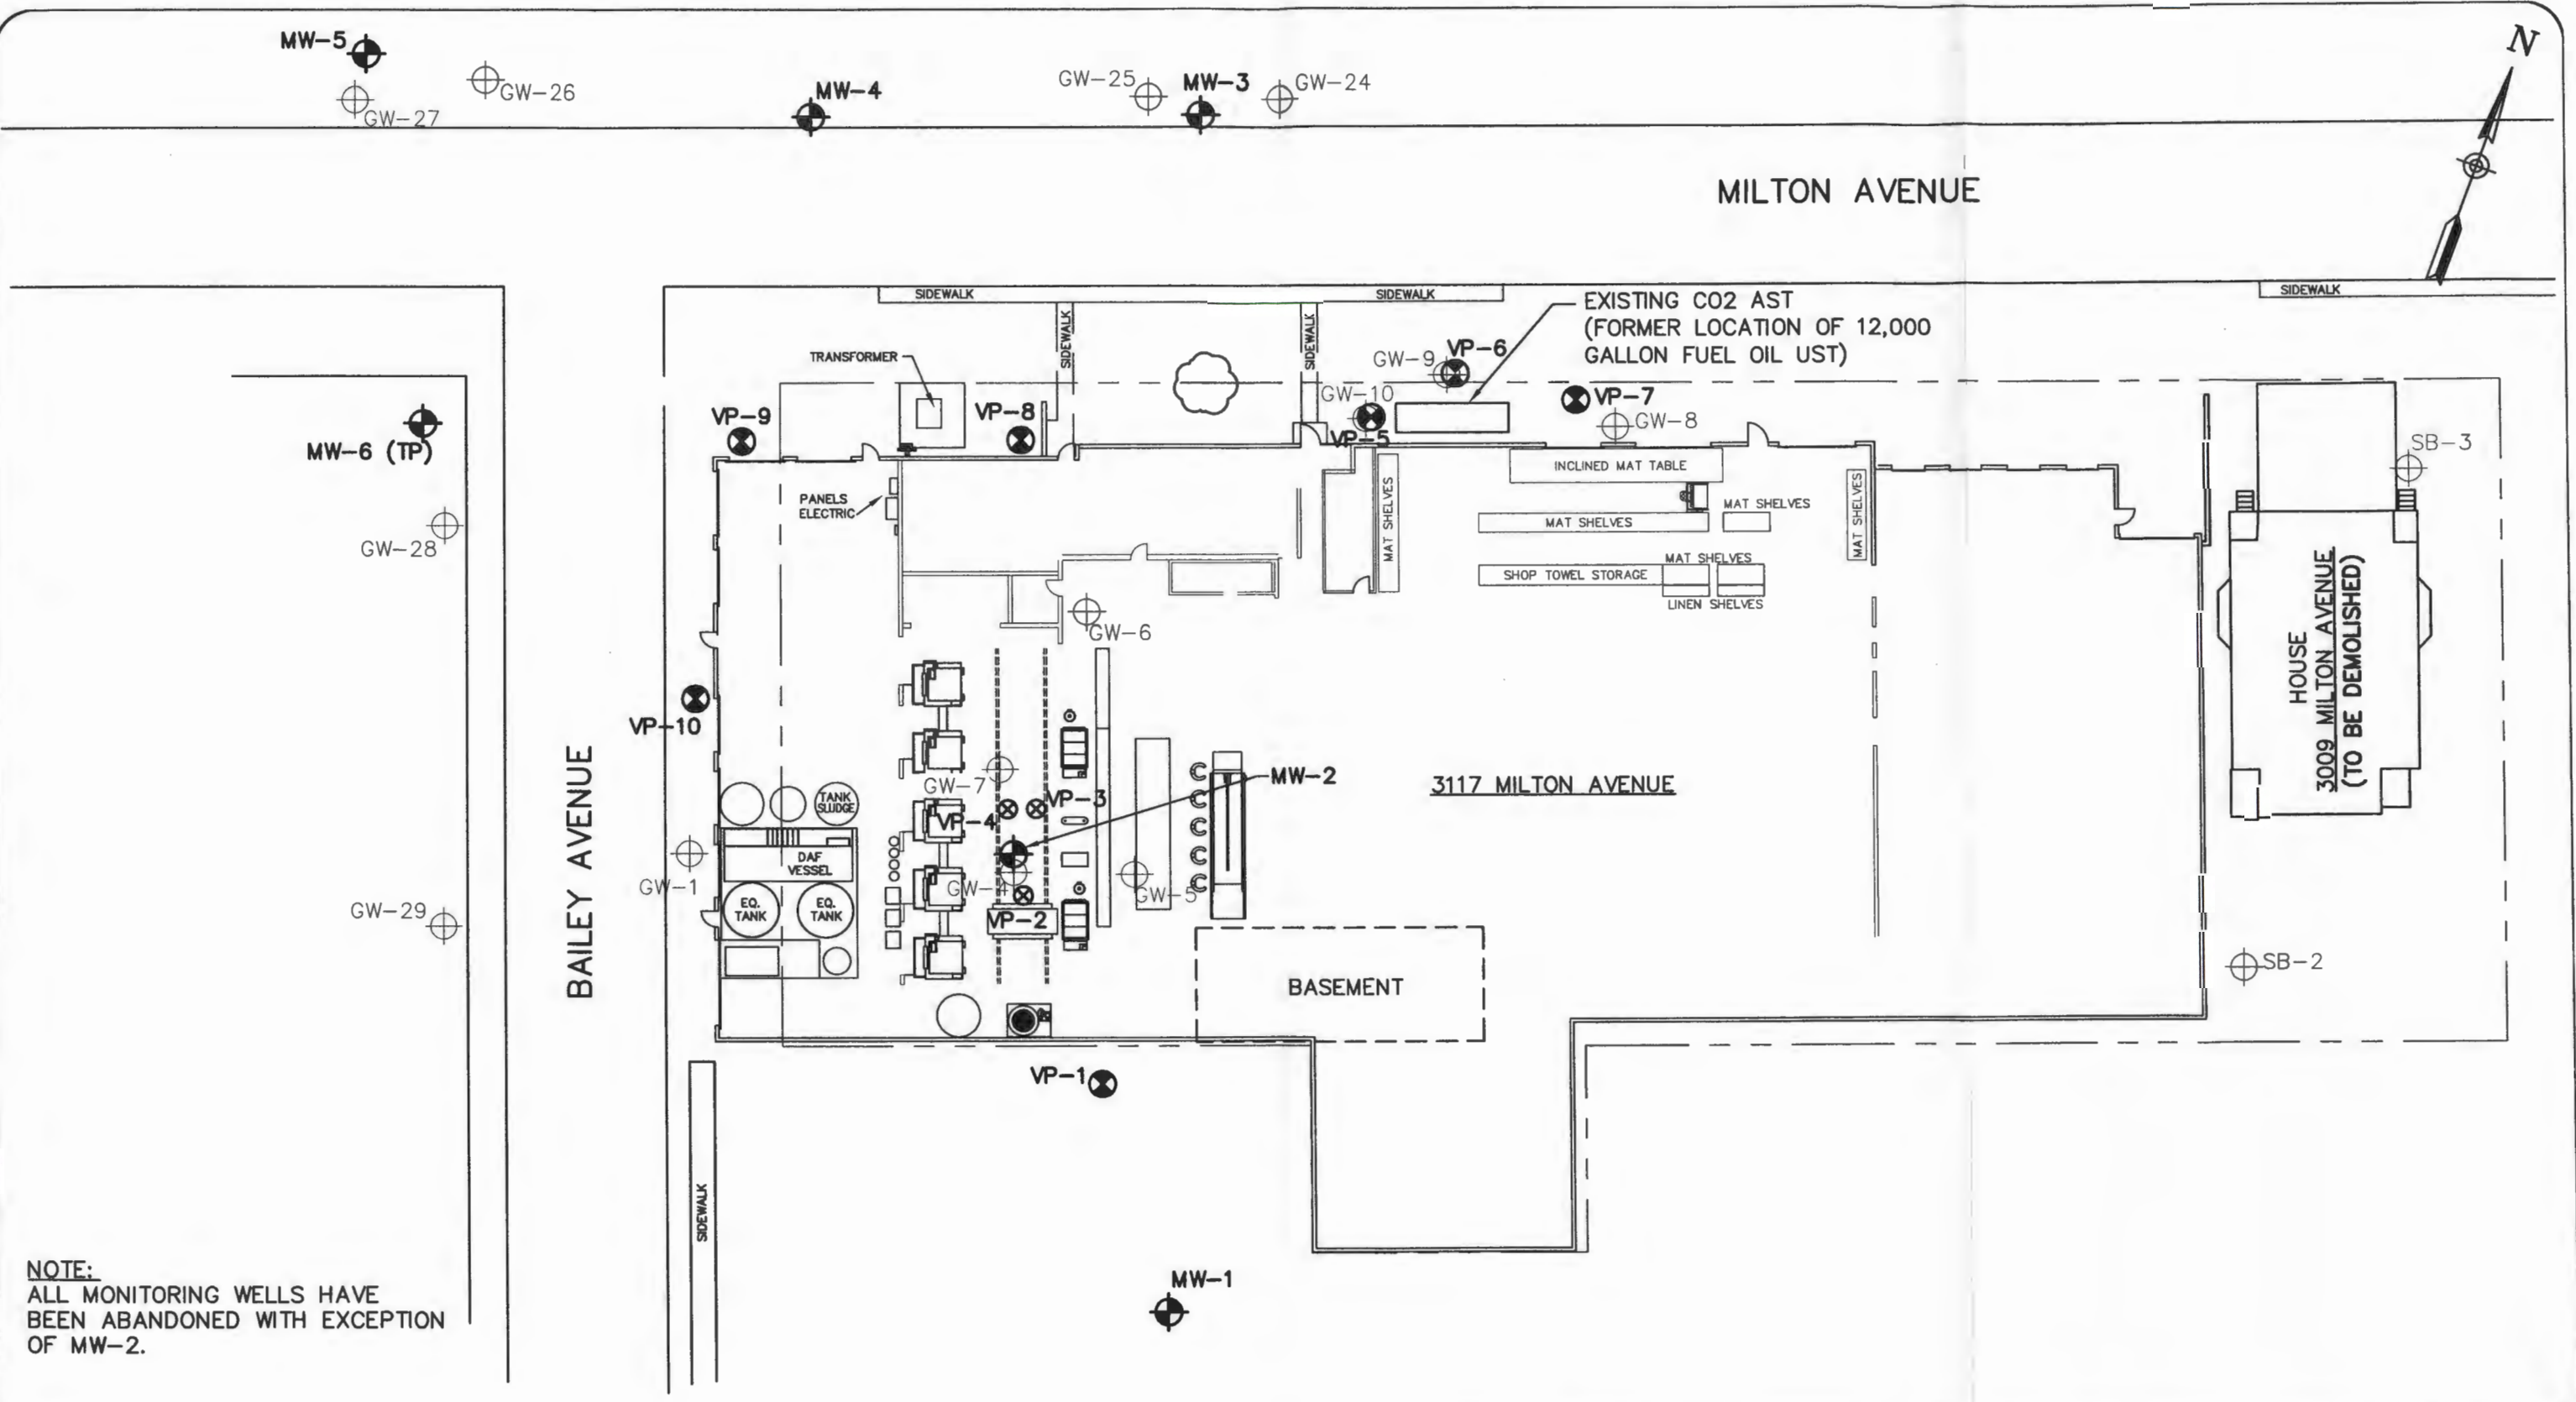 MW-5
GW-27
GW-26
MW-4
GW-25
MW-3
GW-24
N
MILTON AVENUE
SIDEWALK
SIDEWALK
SIDEWALK
SIDEWALK
SIDEWALK
EXISTING CO2 AST
(FORMER LOCATION OF 12,000
GALLON FUEL OIL UST)
TRANSFORMER
GW-9
VP-6
GW-10
VP-5
VP-7
GW-8
VP-9
VP-8
MW-6 (TP)
SB-3
PANELS
ELECTRIC
MAT SHELVES
INCLINED MAT TABLE
MAT SHELVES
MAT SHELVES
MAT SHELVES
GW-28
MAT SHELVES
SHOP TOWEL STORAGE
LINEN SHELVES
GW-6
HOUSE
3009 MILTON AVENUE
(TO BE DEMOLISHED)
VP-10
BAILEY AVENUE
GW-7
MW-2
3117 MILTON AVENUE
TANK
SLUDGE
VP-3
VP-4
DAF
VESSEL
GW-1
GW-4
GW-5
GW-29
EQ.
TANK
EQ.
TANK
VP-2
SB-2
BASEMENT
VP-1
SIDEWALK
MW-1
NOTE:
ALL MONITORING WELLS HAVE
BEEN ABANDONED WITH EXCEPTION
OF MW-2.